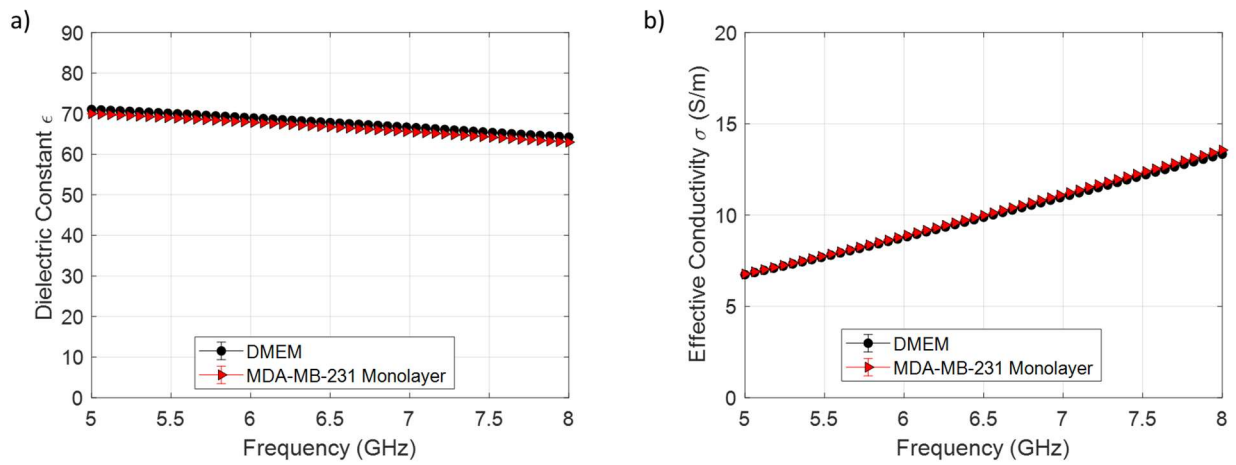 a)
90
80
70
60
50
40
30
20
10
0
Dielectric Constant ϵ
DMEM
MDA-MB-231 Monolayer
5 5.5 6 6.5 7 7.5 8
Frequency (GHz)
b)
20
15
10
5
0
Effective Conductivity σ (S/m)
DMEM
MDA-MB-231 Monolayer
5 5.5 6 6.5 7 7.5 8
Frequency (GHz)